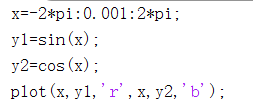 x=-2*pi:0.001:2*pi;
y1=sin(x);
y2=cos(x);
plot(x,y1,'r',x,y2,'b');